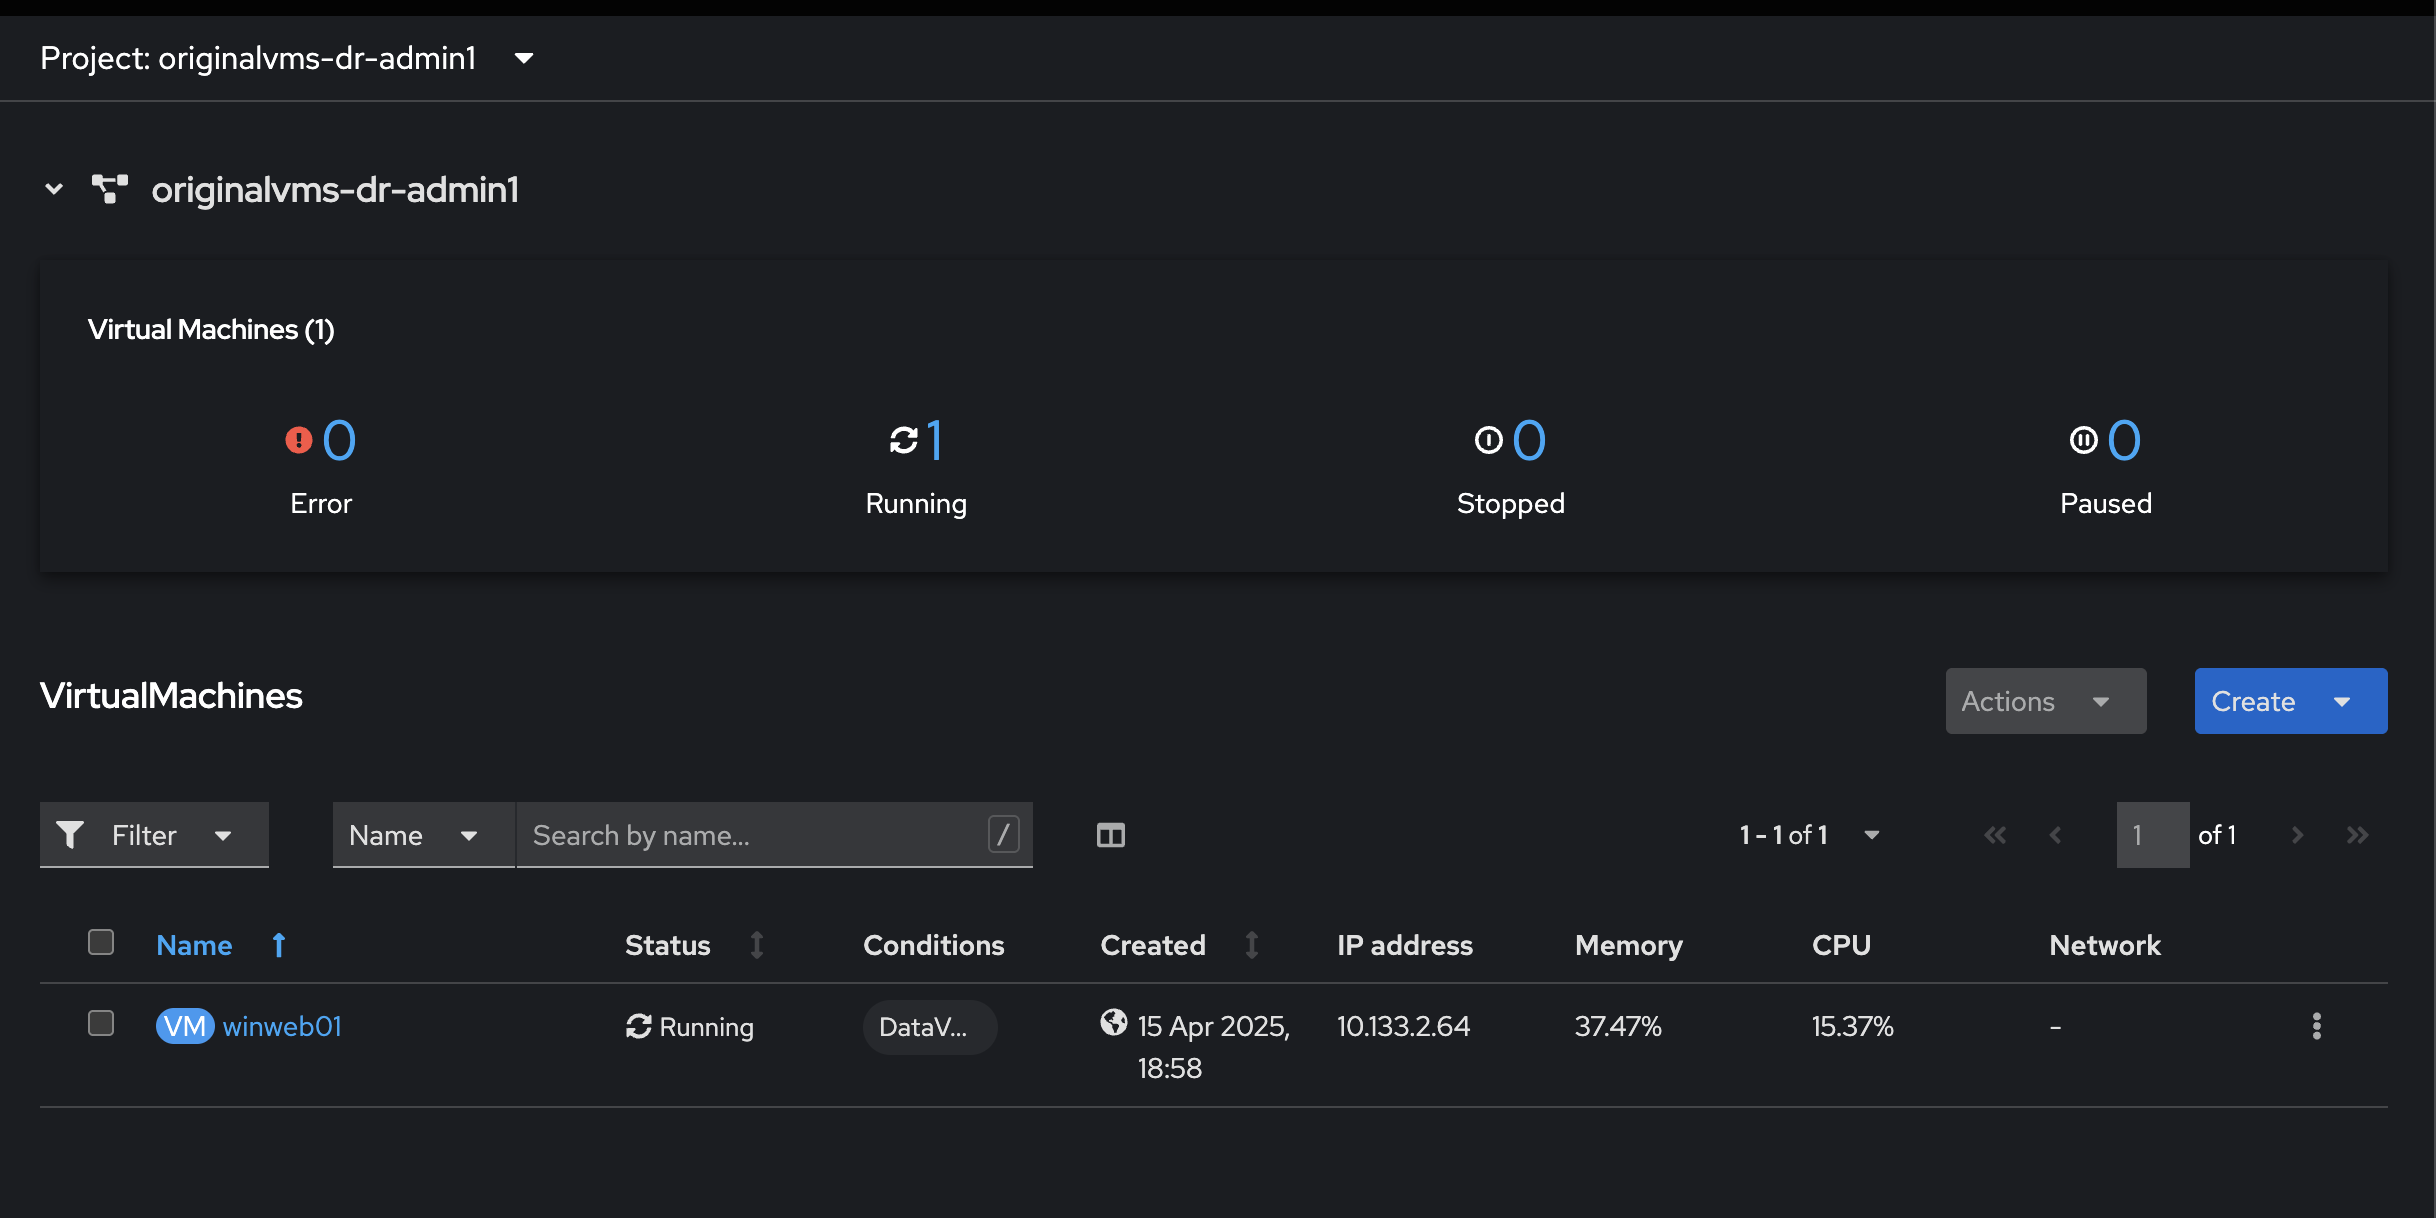 Project: originalvms-dr-admin1
originalvms-dr-admin1
Virtual Machines (1)
0 1 0 0
Error Running Stopped Paused
VirtualMachines
Actions Create
Filter Name Search by name... / 1 - 1 of 1 1 of 1
Name Status Conditions Created IP address Memory CPU Network
VM winweb01 Running DataV... 15 Apr 2025, 10.133.2.64 37.47% 15.37% -
18:58